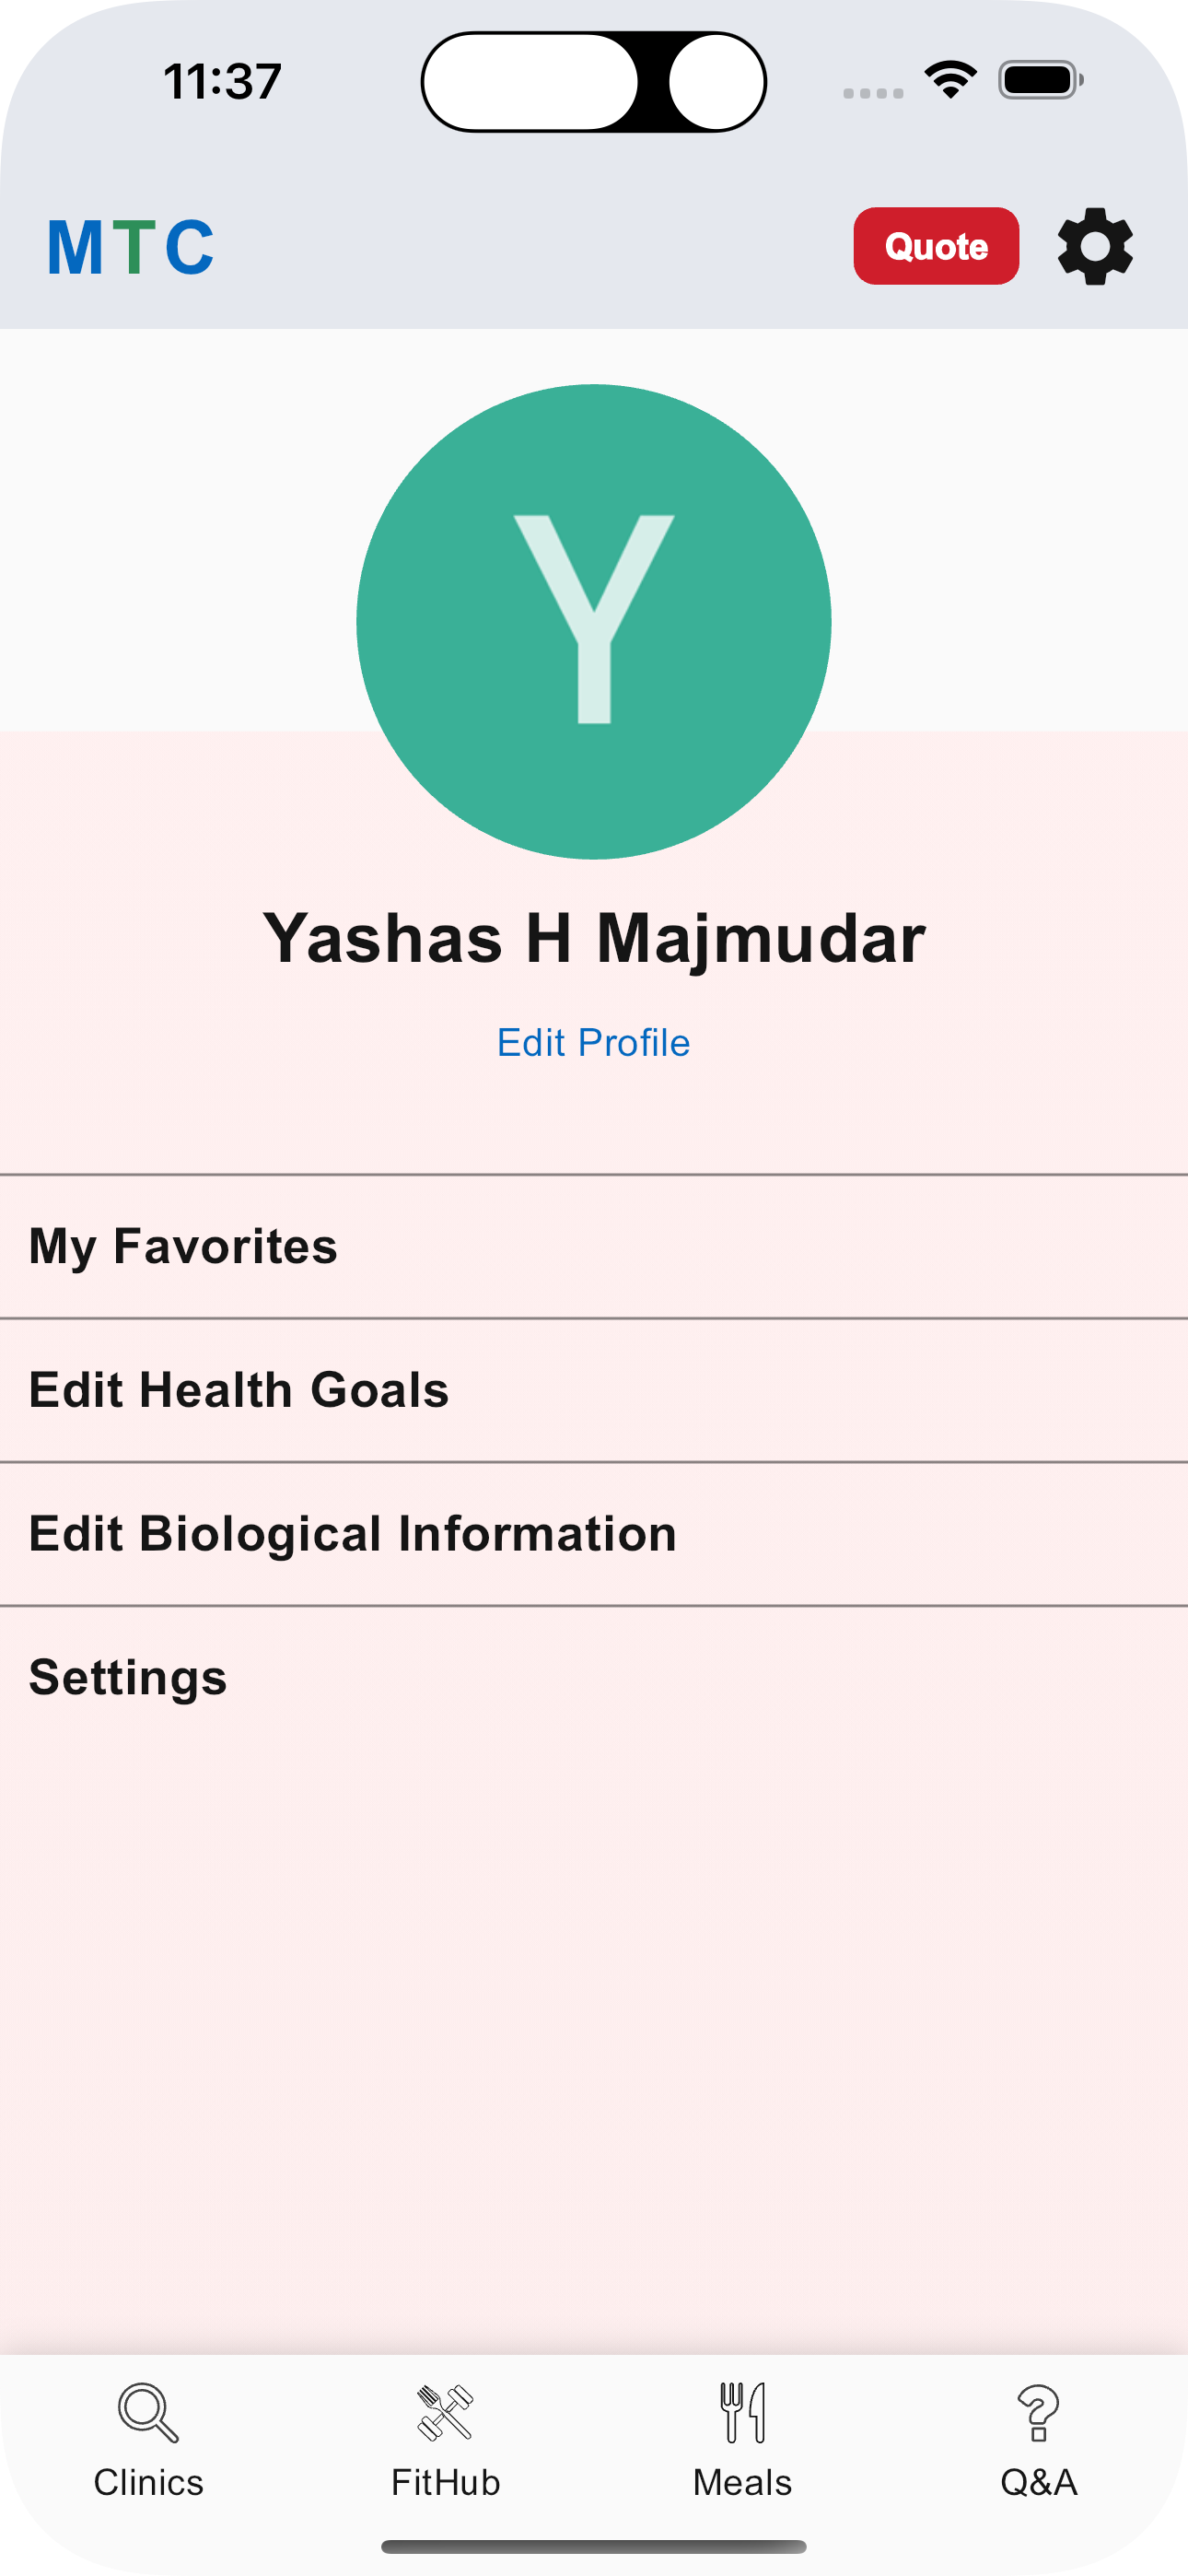 11:37
MTC
Quote
Y
Yashas H Majmudar
Edit Profile
My Favorites
Edit Health Goals
Edit Biological Information
Settings
Clinics FitHub Meals Q&A